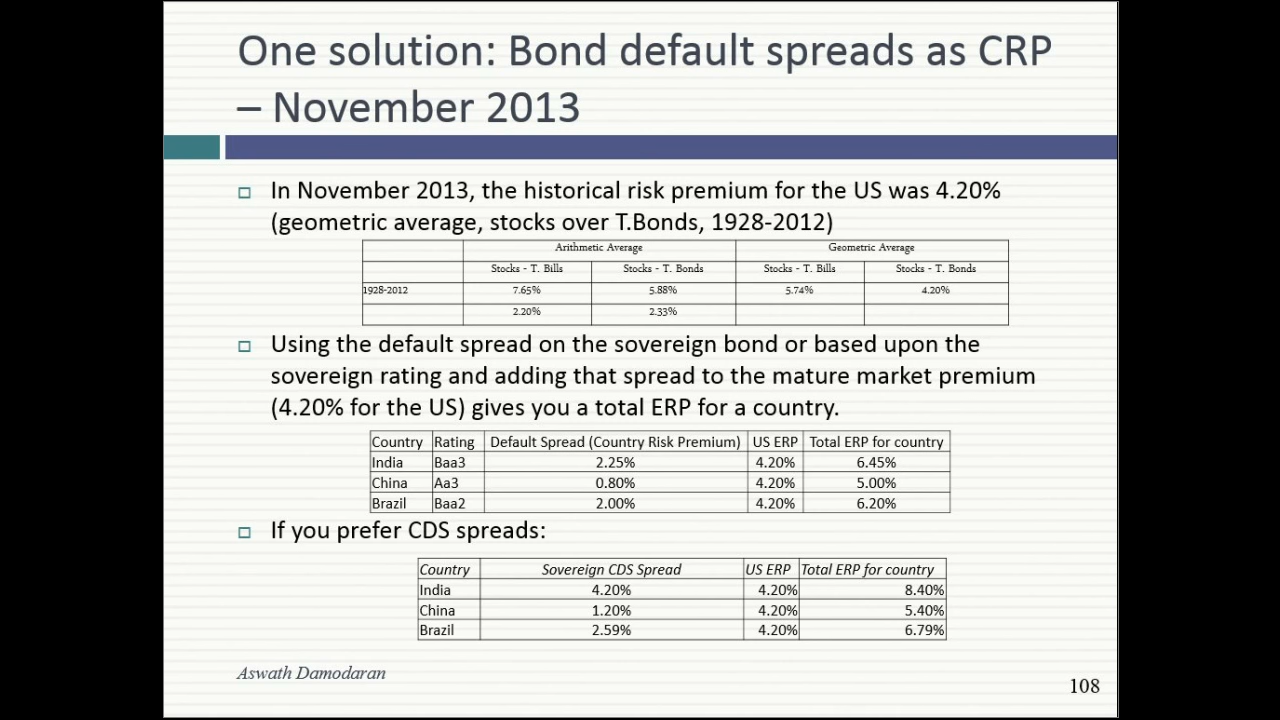 One solution: Bond default spreads as CRP
– November 2013
In November 2013, the historical risk premium for the US was 4.20%
(geometric average, stocks over T.Bonds, 1928-2012)
Arithmetic Average Geometric Average
Stocks - T. Bills Stocks - T. Bonds Stocks - T. Bills Stocks - T. Bonds
1928-2012 7.65% 5.88% 5.74% 4.20%
2.20% 2.33%
Using the default spread on the sovereign bond or based upon the
sovereign rating and adding that spread to the mature market premium
(4.20% for the US) gives you a total ERP for a country.
Country Rating Default Spread (Country Risk Premium) US ERP Total ERP for country
India Baa3 2.25% 4.20% 6.45%
China Aa3 0.80% 4.20% 5.00%
Brazil Baa2 2.00% 4.20% 6.20%
If you prefer CDS spreads:
Country Sovereign CDS Spread US ERP Total ERP for country
India 4.20% 4.20% 8.40%
China 1.20% 4.20% 5.40%
Brazil 2.59% 4.20% 6.79%
Aswath Damodaran
108